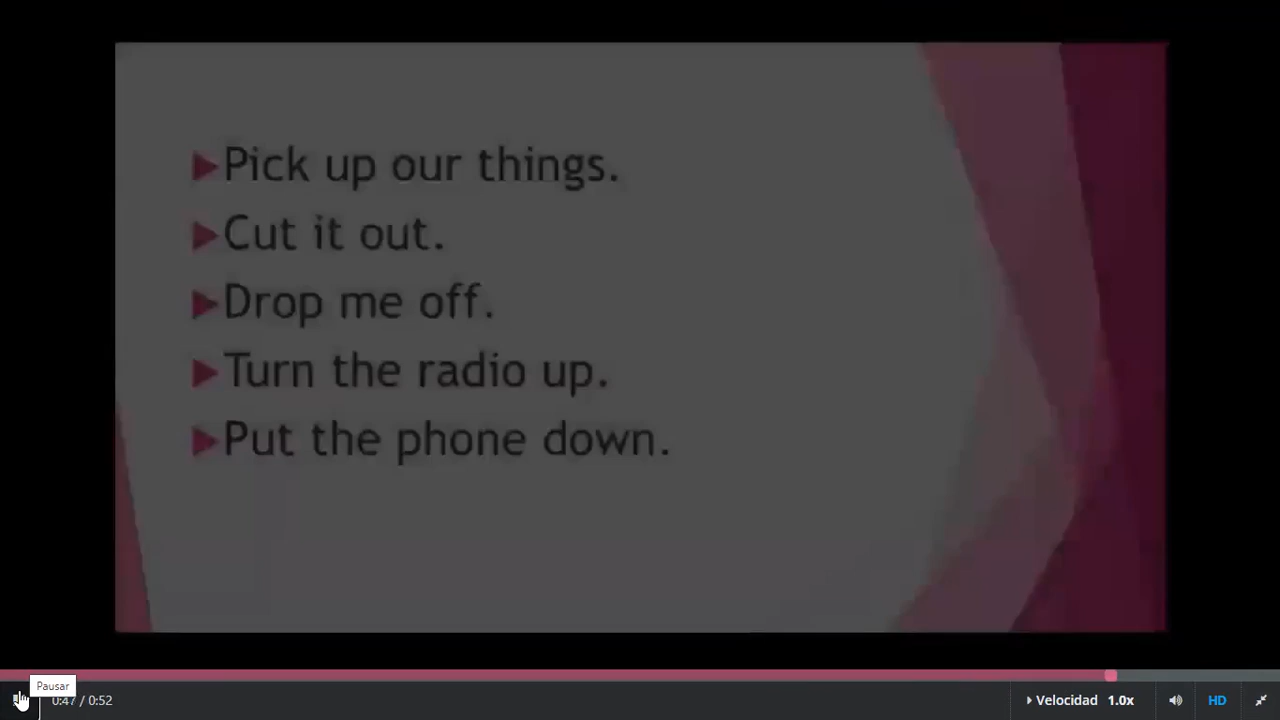 Pick up our things.
Cut it out.
Drop me off.
Turn the radio up.
Put the phone down.
Pausar
0:47 / 0:52
Velocidad 1.0x
HD